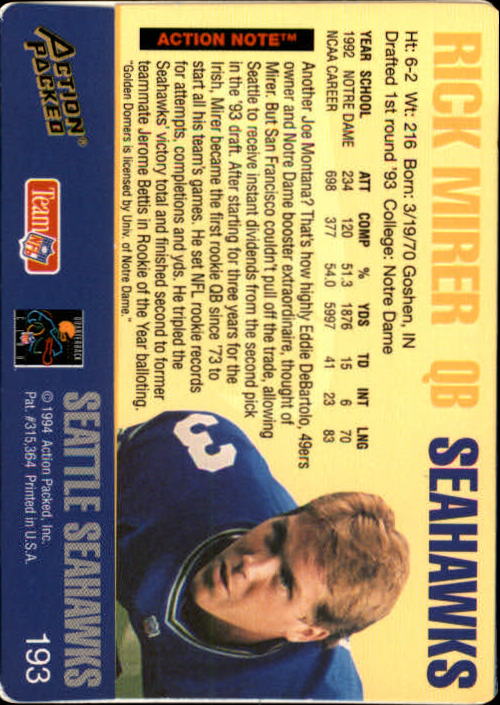 RICK MIRER QB SEAHAWKS
Ht: 6-2 Wt: 216 Born: 3/19/70 Goshen, IN
Drafted 1st round '93 College: Notre Dame
YEAR SCHOOL ATT COMP % YDS TD INT LNG
1992 NOTRE DAME 234 120 51.3 1876 15 6 70
NCAA CAREER 698 377 54.0 5997 41 23 83
ACTION NOTE™
Another Joe Montana? That's how highly Eddie DeBartolo, 49ers
owner and Notre Dame booster extraordinaire, thought of
Mirer. But San Francisco couldn't pull off the trade, allowing
Seattle to receive instant dividends from the second pick
in the '93 draft. After starting for three years for the
Irish, Mirer became the first rookie QB since '73 to
start all his team's games. He set NFL rookie records
for attempts, completions and yds. He tripled the
Seahawks' victory total and finished second to former
teammate Jerome Bettis in Rookie of the Year balloting.
"Golden Domers is licensed by Univ. of Notre Dame."
3
ACTION PACKED®
Team NFL
QUARTERBACK CLUB
SEATTLE SEAHAWKS
© 1994 Action Packed, Inc.
Pat. #315,364 Printed in U.S.A.
193